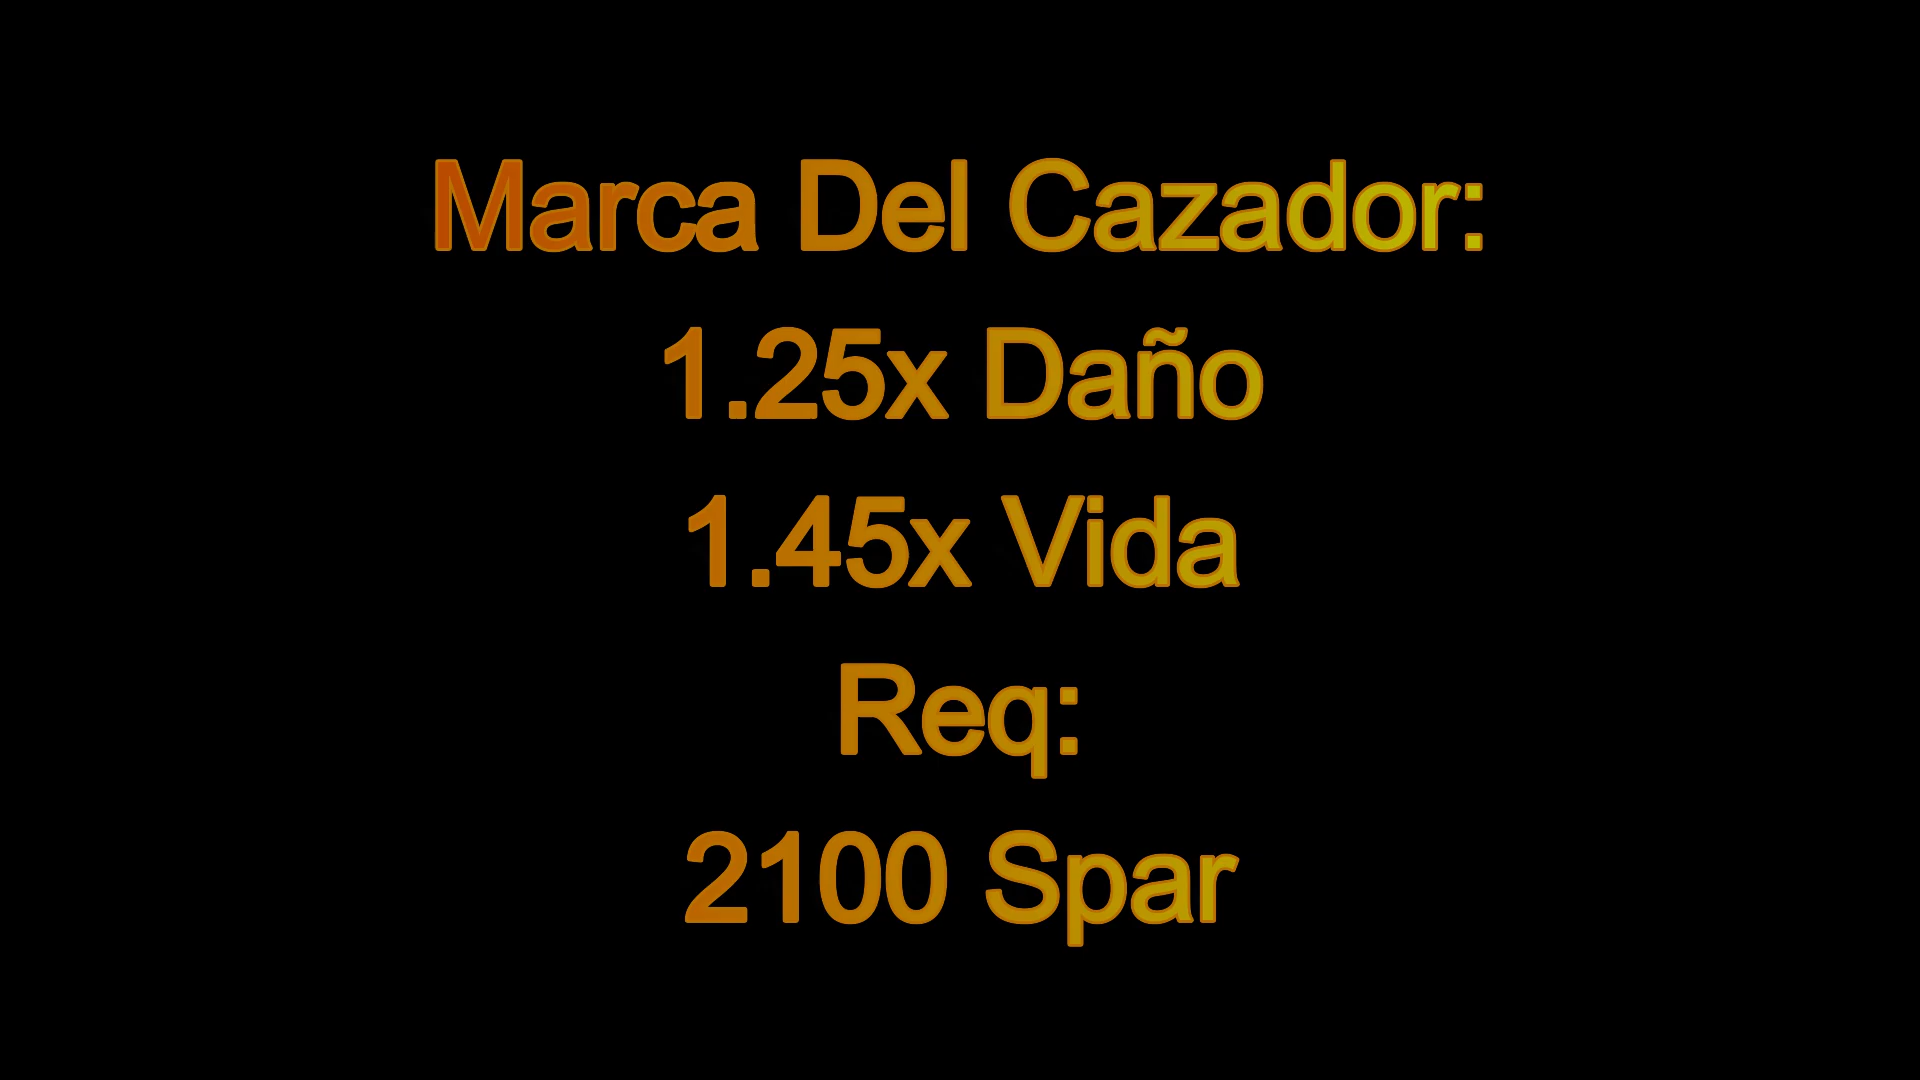 Marca Del Cazador:
1.25x Daño
1.45x Vida
Req:
2100 Spar